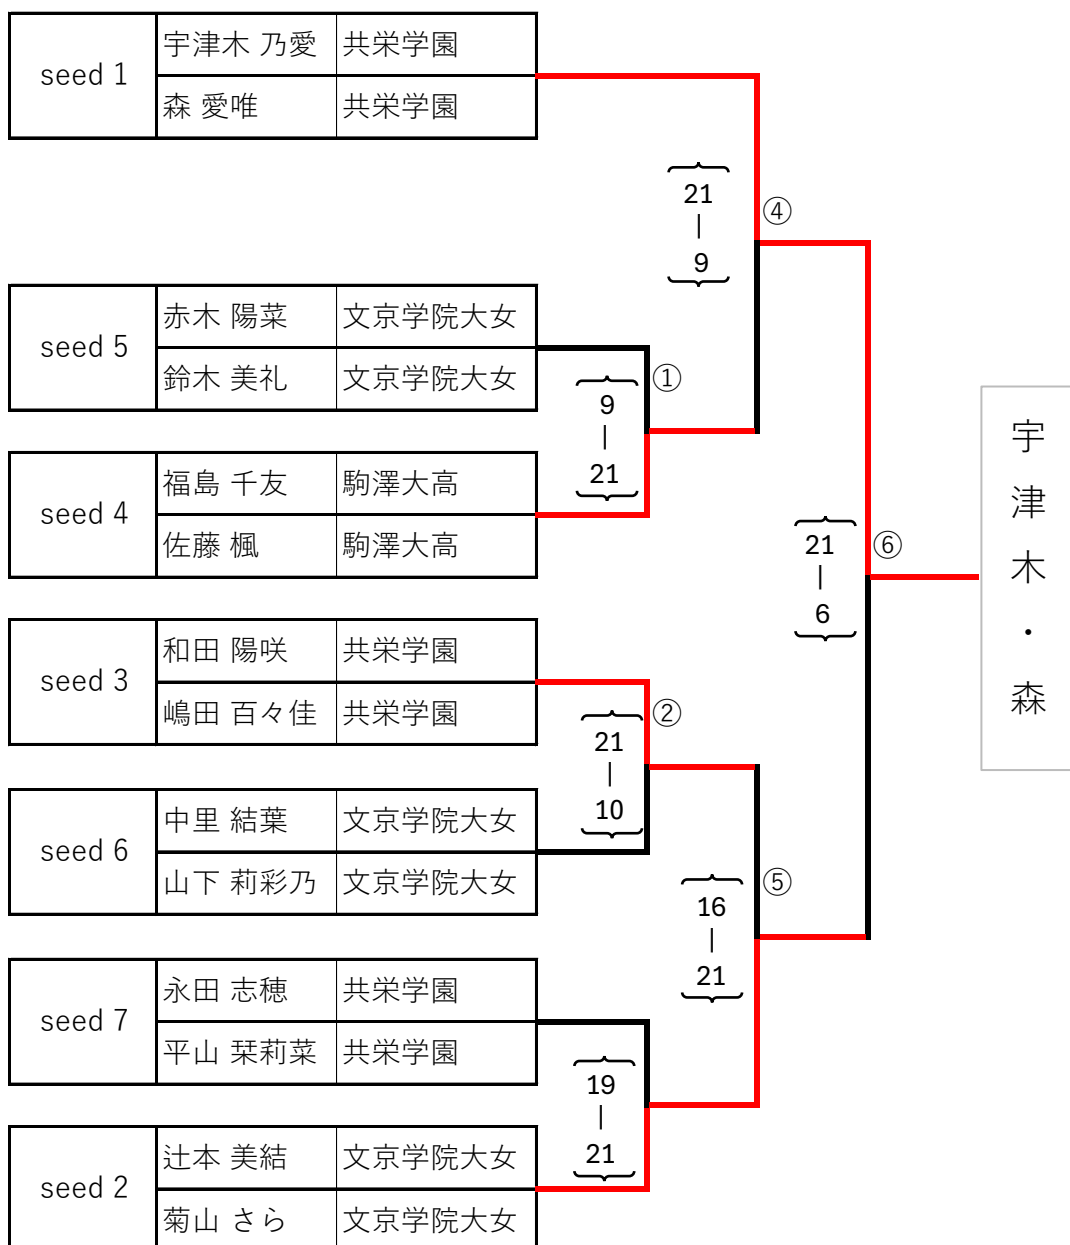 seed 1
宇津木 乃愛 共栄学園
森 愛唯 共栄学園
21
|
9
④
seed 5
赤木 陽菜 文京学院大女
鈴木 美礼 文京学院大女
①
9
|
21
seed 4
福島 千友 駒澤大高
佐藤 楓 駒澤大高
21
|
6
⑥
宇津木・森
seed 3
和田 陽咲 共栄学園
嶋田 百々佳 共栄学園
②
21
|
10
seed 6
中里 結葉 文京学院大女
山下 莉彩乃 文京学院大女
⑤
16
|
21
seed 7
永田 志穂 共栄学園
平山 栞莉菜 共栄学園
19
|
21
seed 2
辻本 美結 文京学院大女
菊山 さら 文京学院大女